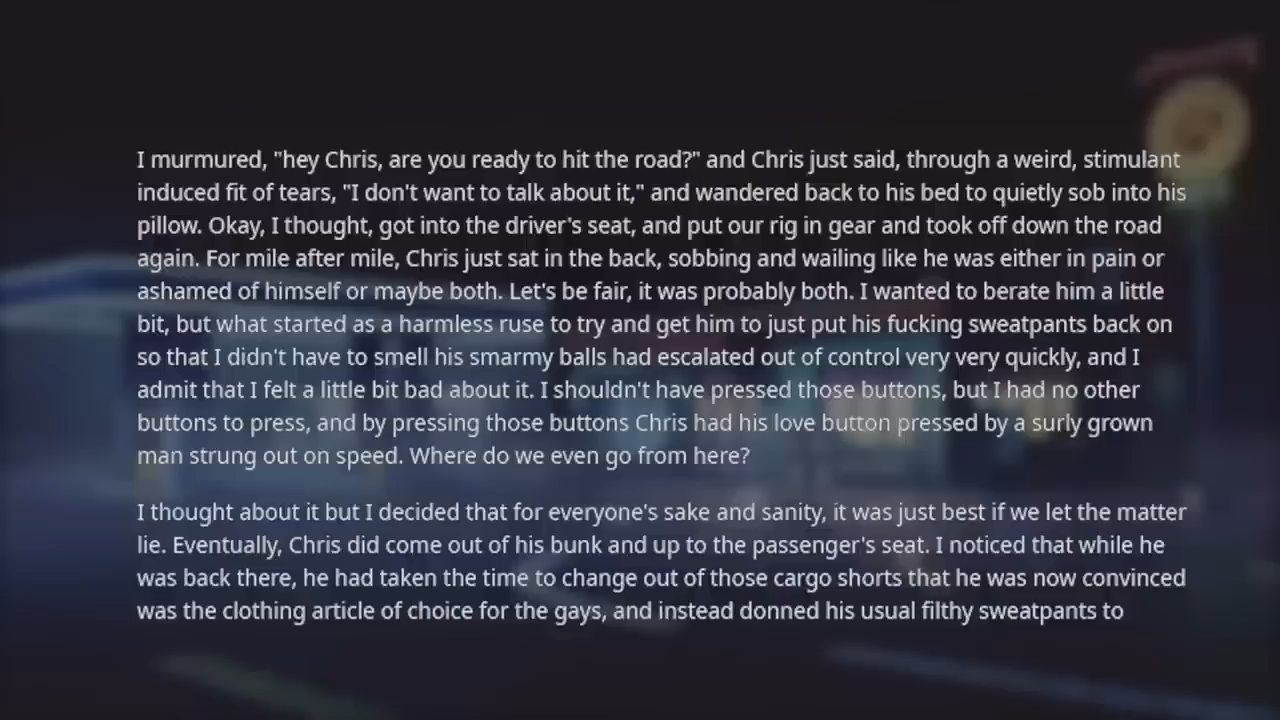 I murmured, "hey Chris, are you ready to hit the road?" and Chris just said, through a weird, stimulant
induced fit of tears, "I don't want to talk about it," and wandered back to his bed to quietly sob into his
pillow. Okay, I thought, got into the driver's seat, and put our rig in gear and took off down the road
again. For mile after mile, Chris just sat in the back, sobbing and wailing like he was either in pain or
ashamed of himself or maybe both. Let's be fair, it was probably both. I wanted to berate him a little
bit, but what started as a harmless ruse to try and get him to just put his fucking sweatpants back on
so that I didn't have to smell his smarmy balls had escalated out of control very very quickly, and I
admit that I felt a little bit bad about it. I shouldn't have pressed those buttons, but I had no other
buttons to press, and by pressing those buttons Chris had his love button pressed by a surly grown
man strung out on speed. Where do we even go from here?
I thought about it but I decided that for everyone's sake and sanity, it was just best if we let the matter
lie. Eventually, Chris did come out of his bunk and up to the passenger's seat. I noticed that while he
was back there, he had taken the time to change out of those cargo shorts that he was now convinced
was the clothing article of choice for the gays, and instead donned his usual filthy sweatpants to